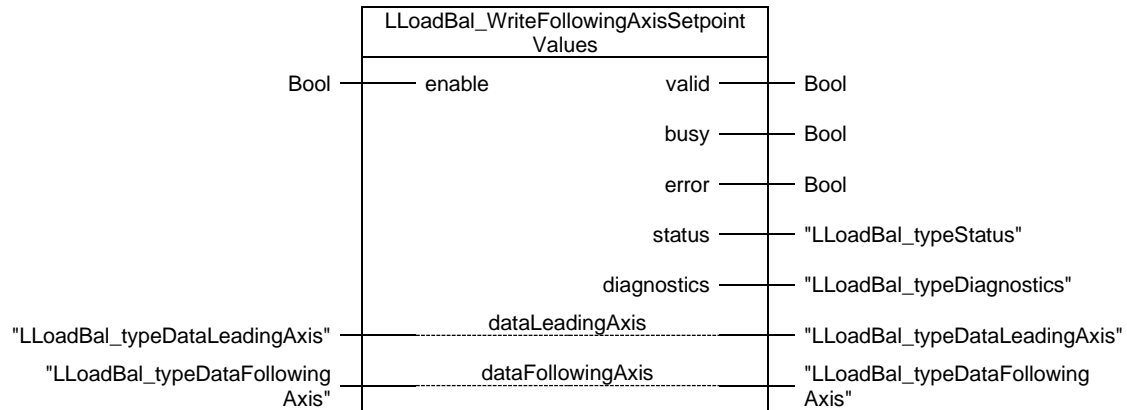 LLoadBal_WriteFollowingAxisSetpoint
Values
Bool enable valid Bool
busy Bool
error Bool
status "LLoadBal_typeStatus"
diagnostics "LLoadBal_typeDiagnostics"
"LLoadBal_typeDataLeadingAxis" dataLeadingAxis "LLoadBal_typeDataLeadingAxis"
"LLoadBal_typeDataFollowing dataFollowingAxis "LLoadBal_typeDataFollowing
Axis" Axis"